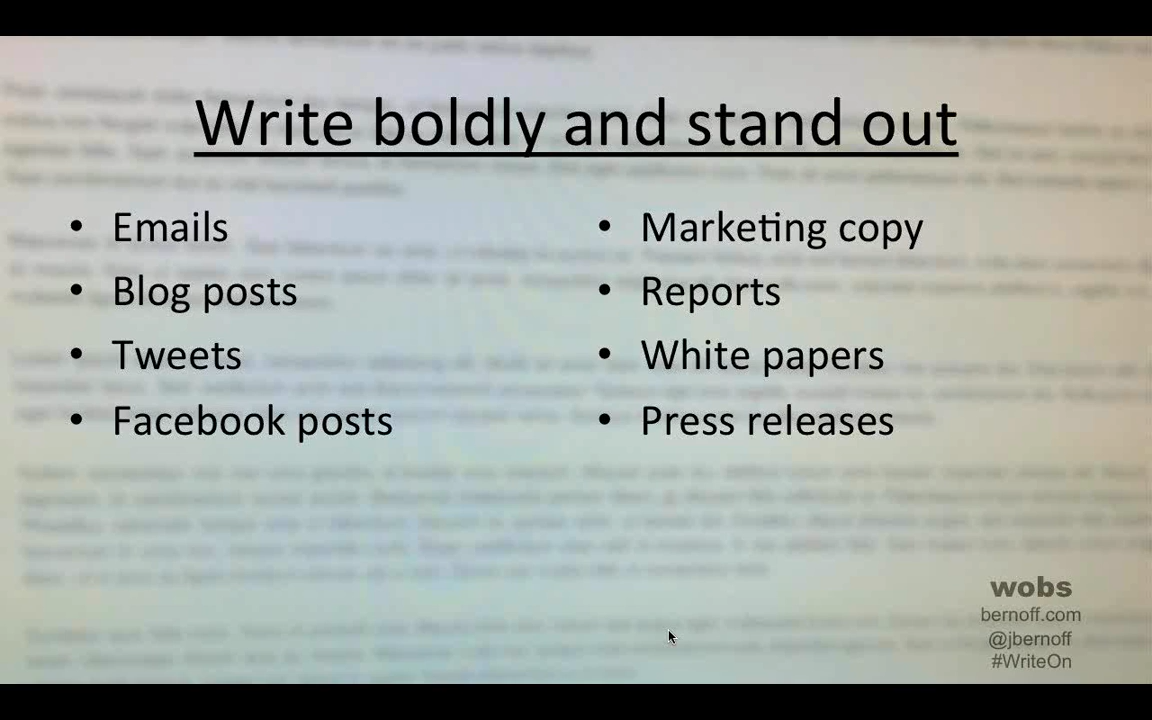 Write boldly and stand out
• Emails
• Blog posts
• Tweets
• Facebook posts
• Marketing copy
• Reports
• White papers
• Press releases
wobs
bernoff.com
@jbernoff
#WriteOn